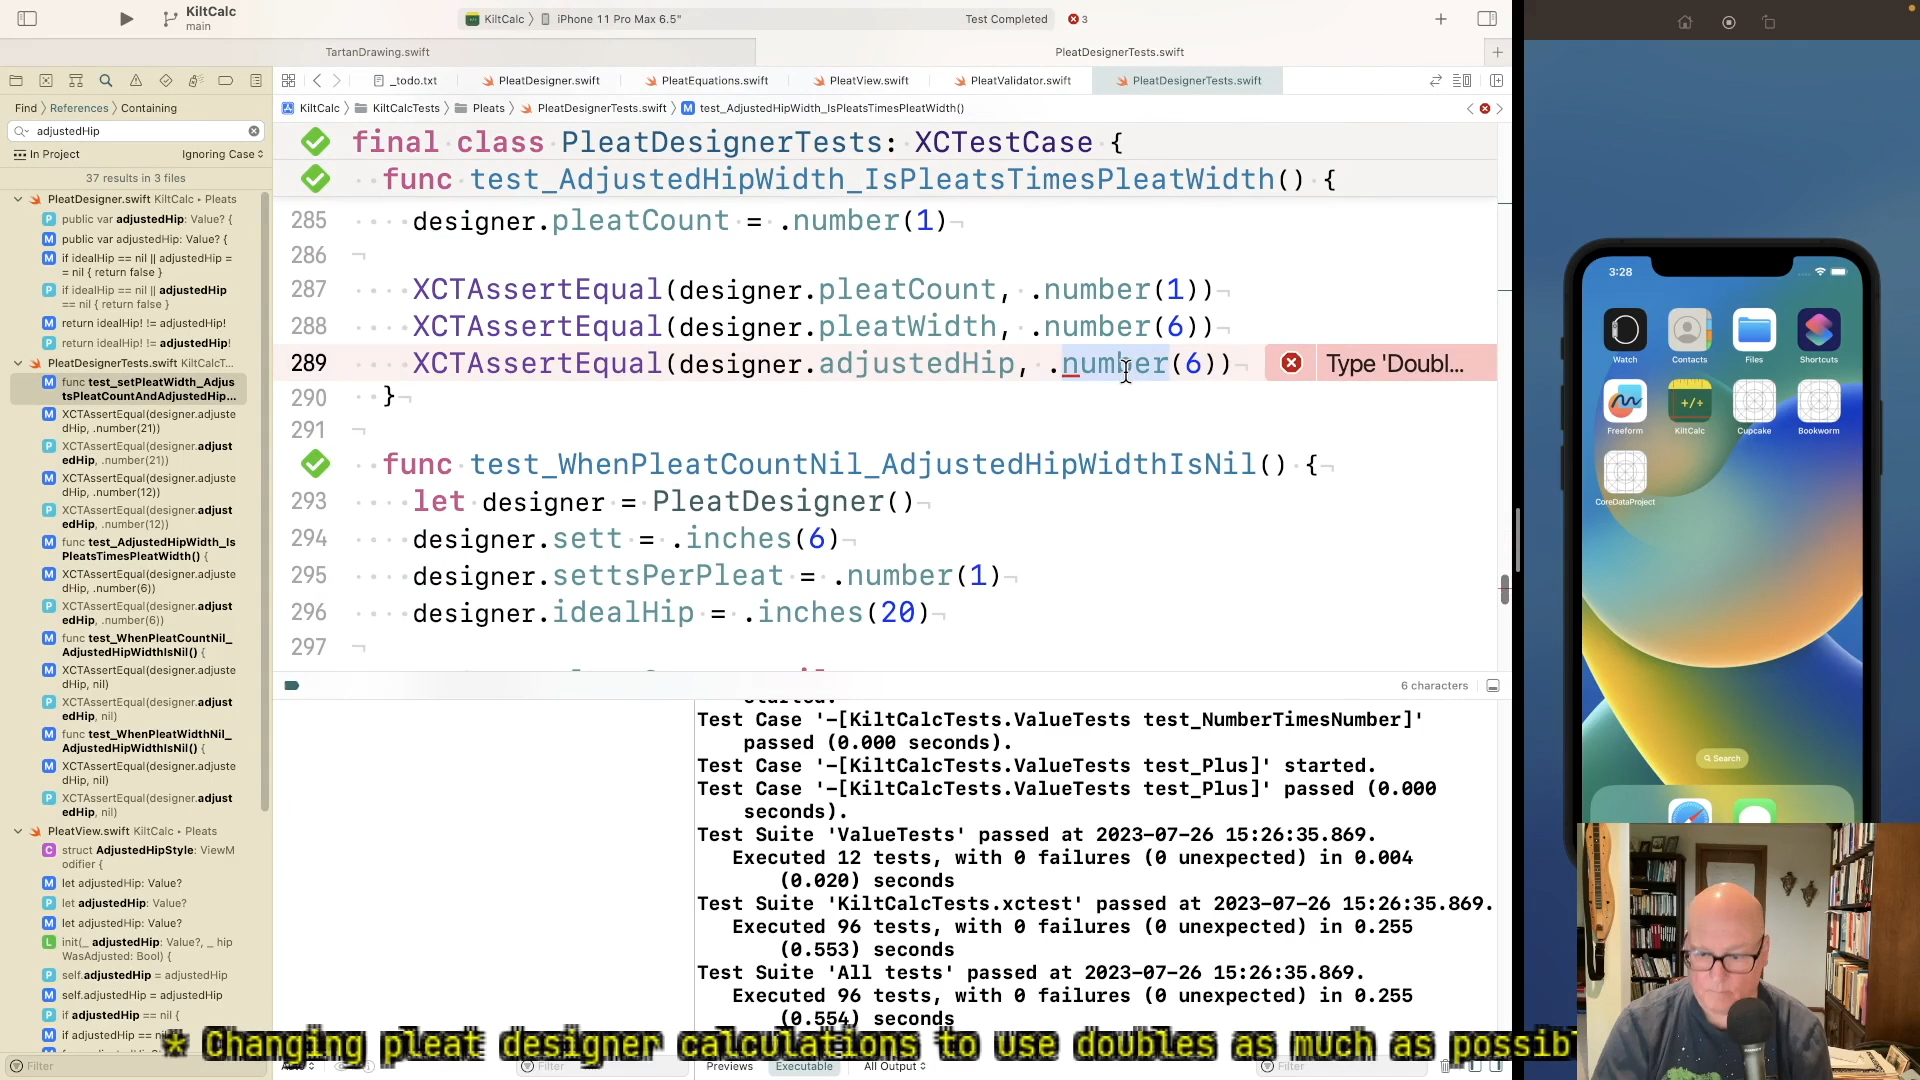 KiltCalc
main
KiltCalc
iPhone 11 Pro Max 6.5"
Test Completed
3
TartanDrawing.swift
PleatDesignerTests.swift
_todo.txt
PleatDesigner.swift
PleatEquations.swift
PleatView.swift
PleatValidator.swift
PleatDesignerTests.swift
Find
References
Containing
KiltCalc
KiltCalcTests
Pleats
PleatDesignerTests.swift
test_AdjustedHipWidth_IsPleatsTimesPleatWidth()
adjustedHip
In Project
Ignoring Case
37 results in 3 files
PleatDesigner.swift KiltCalc • Pleats
public var adjustedHip: Value? {
public var adjustedHip: Value? {
if idealHip == nil || adjustedHip =
= nil { return false }
if idealHip == nil || adjustedHip
== nil { return false }
return idealHip! != adjustedHip!
return idealHip! != adjustedHip!
PleatDesignerTests.swift KiltCalcT...
func test_setPleatWidth_Adjus
tsPleatCountAndAdjustedHip...
XCTAssertEqual(designer.adjuste
dHip, .number(21))
XCTAssertEqual(designer.adjust
edHip, .number(21))
XCTAssertEqual(designer.adjuste
dHip, .number(12))
XCTAssertEqual(designer.adjust
edHip, .number(12))
func test_AdjustedHipWidth_Is
PleatsTimesPleatWidth() {
XCTAssertEqual(designer.adjuste
dHip, .number(6))
XCTAssertEqual(designer.adjust
edHip, .number(6))
func test_WhenPleatCountNil_
AdjustedHipWidthIsNil() {
XCTAssertEqual(designer.adjuste
dHip, nil)
XCTAssertEqual(designer.adjust
edHip, nil)
func test_WhenPleatWidthNil_
AdjustedHipWidthIsNil() {
XCTAssertEqual(designer.adjuste
dHip, nil)
XCTAssertEqual(designer.adjust
edHip, nil)
PleatView.swift KiltCalc • Pleats
struct AdjustedHipStyle: ViewM
odifier {
let adjustedHip: Value?
let adjustedHip: Value?
let adjustedHip: Value?
init(_ adjustedHip: Value?, _ hip
WasAdjusted: Bool) {
self.adjustedHip = adjustedHip
self.adjustedHip = adjustedHip
if adjustedHip == nil {
if adjustedHip == nil
Filter
final class PleatDesignerTests: XCTestCase {
func test_AdjustedHipWidth_IsPleatsTimesPleatWidth() {
285 designer.pleatCount = .number(1)
286
287 XCTAssertEqual(designer.pleatCount, .number(1))
288 XCTAssertEqual(designer.pleatWidth, .number(6))
289 XCTAssertEqual(designer.adjustedHip, .number(6)) Type 'Doubl...
290 }
291
func test_WhenPleatCountNil_AdjustedHipWidthIsNil() {
293 let designer = PleatDesigner()
294 designer.sett = .inches(6)
295 designer.settsPerPleat = .number(1)
296 designer.idealHip = .inches(20)
297
6 characters
started.
Test Case '-[KiltCalcTests.ValueTests test_NumberTimesNumber]'
passed (0.000 seconds).
Test Case '-[KiltCalcTests.ValueTests test_Plus]' started.
Test Case '-[KiltCalcTests.ValueTests test_Plus]' passed (0.000
seconds).
Test Suite 'ValueTests' passed at 2023-07-26 15:26:35.869.
Executed 12 tests, with 0 failures (0 unexpected) in 0.004
(0.020) seconds
Test Suite 'KiltCalcTests.xctest' passed at 2023-07-26 15:26:35.869.
Executed 96 tests, with 0 failures (0 unexpected) in 0.255
(0.553) seconds
Test Suite 'All tests' passed at 2023-07-26 15:26:35.869.
Executed 96 tests, with 0 failures (0 unexpected) in 0.255
(0.554) seconds
Auto
Filter
Previews
Executable
All Output
Filter
3:28
Watch
Contacts
Files
Shortcuts
+/÷
Freeform
KiltCalc
Cupcake
Bookworm
CoreDataProject
Search
* Changing pleat designer calculations to use doubles as much as possib